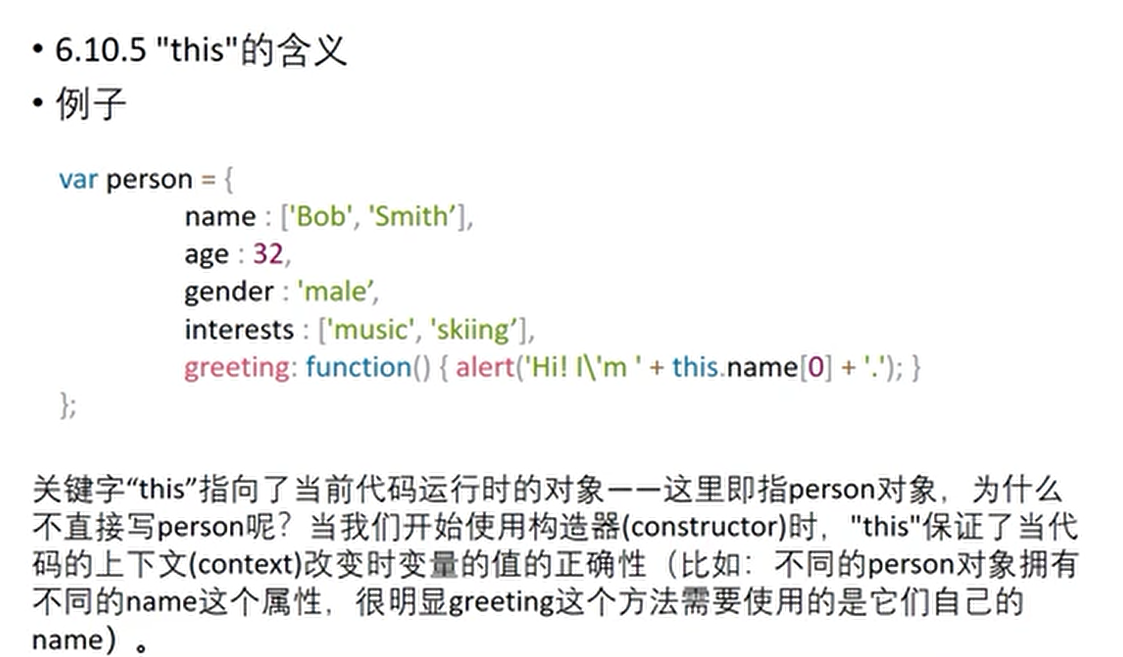 • 6.10.5 "this"的含义
• 例子
var person = {
name : ['Bob', 'Smith’],
age : 32,
gender : 'male’,
interests : ['music', 'skiing’],
greeting: function() { alert('Hi! I\'m ' + this.name[0] + '.'); }
};
关键字“this”指向了当前代码运行时的对象——这里即指person对象，为什么
不直接写person呢？当我们开始使用构造器(constructor)时，"this"保证了当代
码的上下文(context)改变时变量的值的正确性（比如：不同的person对象拥有
不同的name这个属性，很明显greeting这个方法需要使用的是它们自己的
name）。